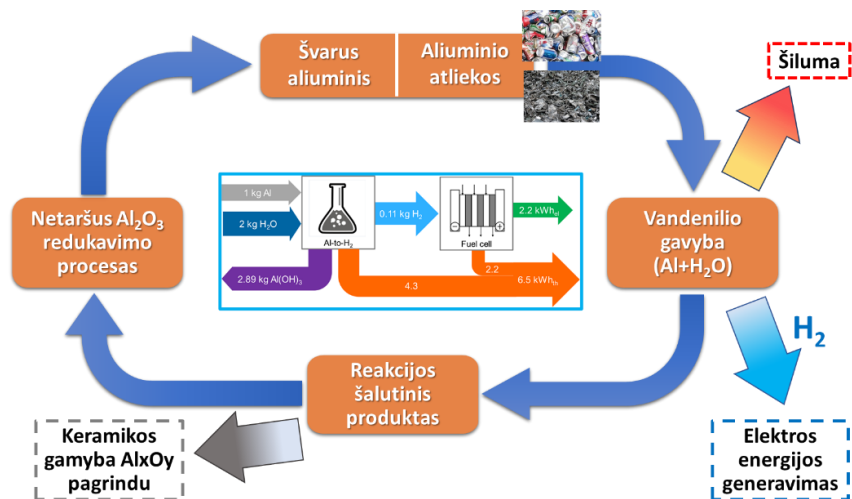 Švarus
aliuminis
Aliuminio
atliekos
Šiluma
Netaršus Al₂O₃
redukavimo
procesas
1 kg Al
2 kg H₂O
Al-to-H₂
0.11 kg H₂
Fuel cell
2.2 kWhₑₗ
2.2
2.89 kg Al(OH)₃
4.3
6.5 kWhₜₕ
Vandenilio
gavyba
(Al+H₂O)
H₂
Reakcijos
šalutinis
produktas
Keramikos
gamyba AlxOy
pagrindu
Elektros
energijos
generavimas